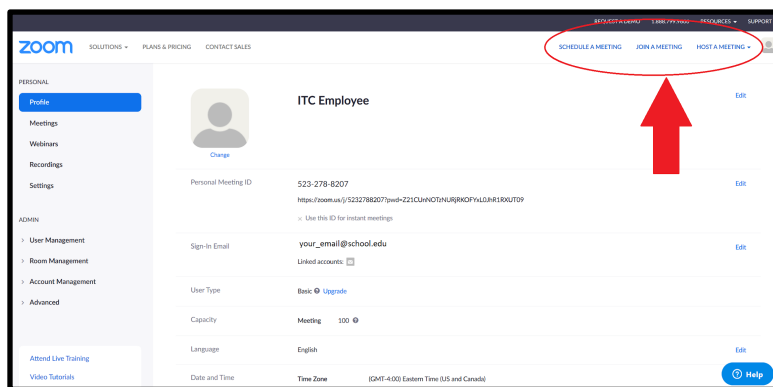 REQUEST A DEMO 1.888.799.9666 RESOURCES SUPPORT
zoom SOLUTIONS PLANS & PRICING CONTACT SALES SCHEDULE A MEETING JOIN A MEETING HOST A MEETING
PERSONAL
Profile
Meetings
Webinars
Recordings
Settings
ADMIN
User Management
Room Management
Account Management
Advanced
Attend Live Training
Video Tutorials
ITC Employee Edit
Change
Personal Meeting ID 523-278-8207 Edit
https://zoom.us/j/5232788207?pwd=Z21CUnNOTzNURjRKOFYxL0JhR1RXUT09
× Use this ID for instant meetings
Sign-In Email your_email@school.edu Edit
Linked accounts:
User Type Basic Upgrade
Capacity Meeting 100
Language English Edit
Date and Time Time Zone (GMT-4:00) Eastern Time (US and Canada)
? Help